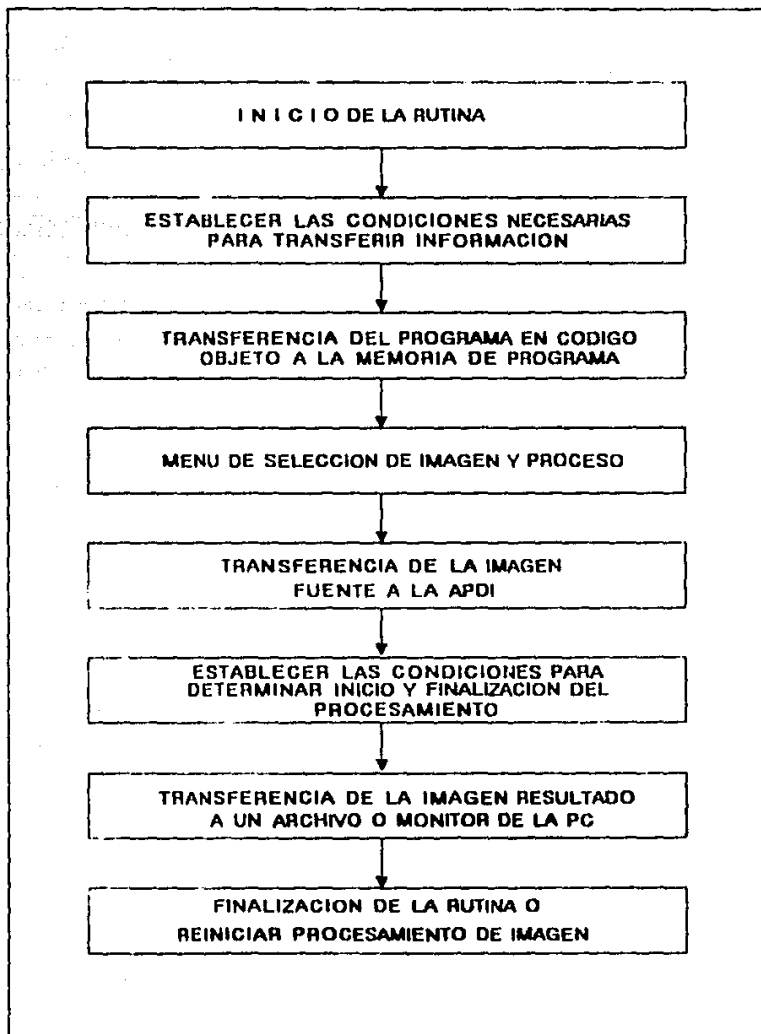 I N I C I O DE LA RUTINA
ESTABLECER LAS CONDICIONES NECESARIAS
PARA TRANSFERIR INFORMACION
TRANSFERENCIA DEL PROGRAMA EN CODIGO
OBJETO A LA MEMORIA DE PROGRAMA
MENU DE SELECCION DE IMAGEN Y PROCESO
TRANSFERENCIA DE LA IMAGEN
FUENTE A LA APDI
ESTABLECER LAS CONDICIONES PARA
DETERMINAR INICIO Y FINALIZACION DEL
PROCESAMIENTO
TRANSFERENCIA DE LA IMAGEN RESULTADO
A UN ARCHIVO O MONITOR DE LA PC
FINALIZACION DE LA RUTINA O
REINICIAR PROCESAMIENTO DE IMAGEN